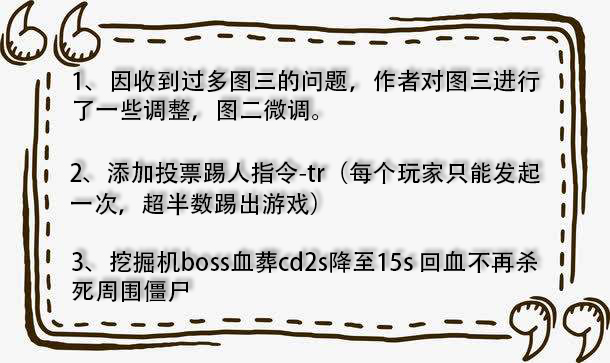 1、因收到过多图三的问题，作者对图三进行
了一些调整，图二微调。
2、添加投票踢人指令-tr（每个玩家只能发起
一次，超半数踢出游戏）
3、挖掘机boss血葬cd2s降至15s 回血不再杀
死周围僵尸